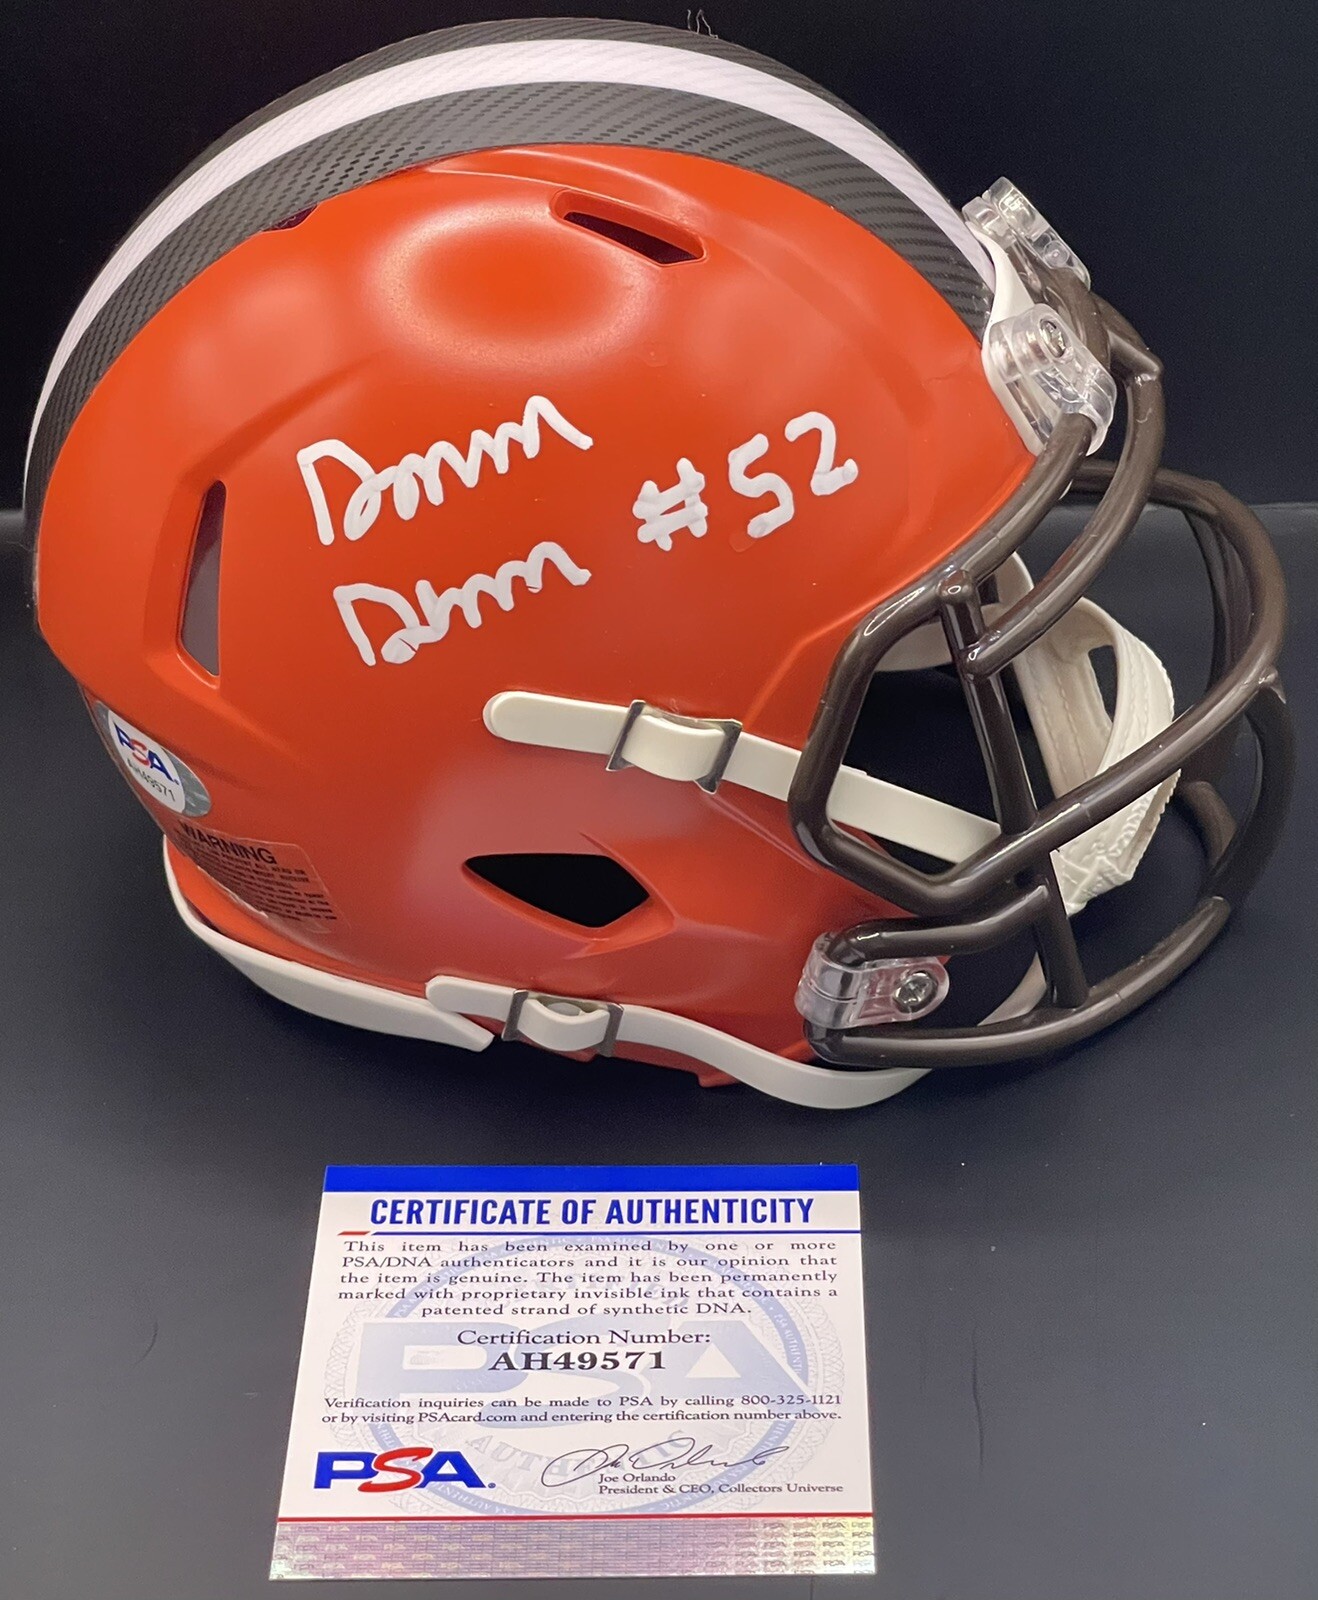 #52
PSA
AH49571
WARNING
CERTIFICATE OF AUTHENTICITY
This item has been examined by one or more
PSA/DNA authenticators and it is our opinion that
the item is genuine. The item has been permanently
marked with proprietary invisible ink that contains a
patented strand of synthetic DNA.
Certification Number:
AH49571
Verification inquiries can be made to PSA by calling 800-325-1121
or by visiting PSAcard.com and entering the certification number above.
PSA
Joe Orlando
President & CEO, Collectors Universe